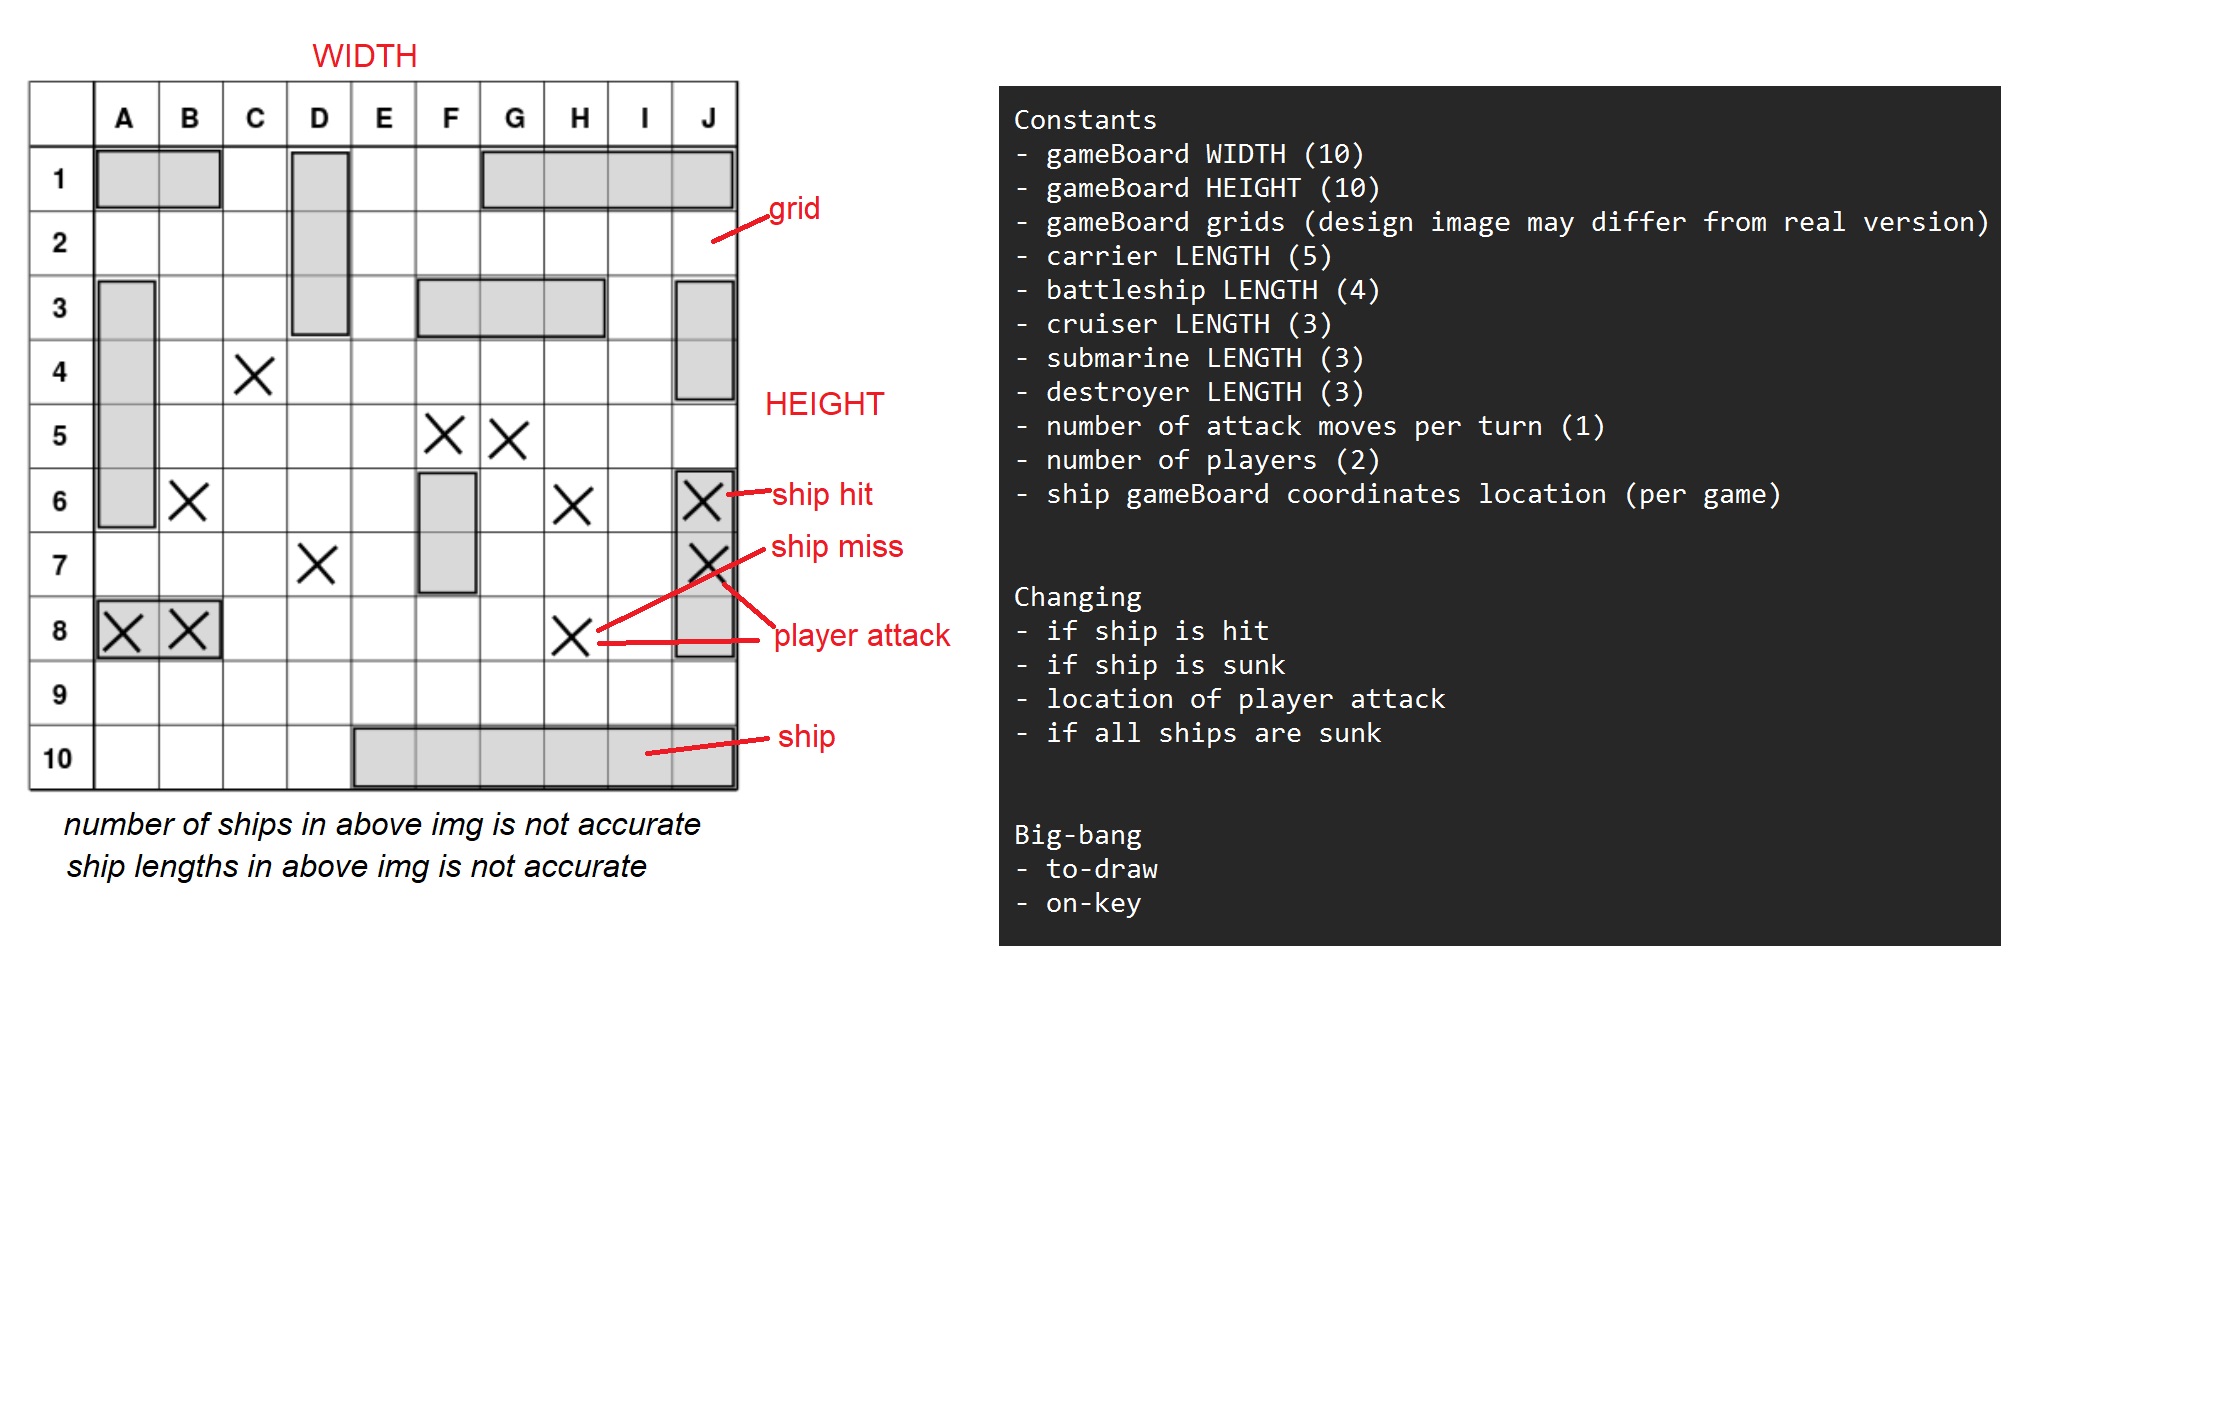 WIDTH
A B C D E F G H I J
1
2
3
4
5
6
7
8
9
10
grid
HEIGHT
ship hit
ship miss
player attack
ship
number of ships in above img is not accurate
ship lengths in above img is not accurate
Constants
- gameBoard WIDTH (10)
- gameBoard HEIGHT (10)
- gameBoard grids (design image may differ from real version)
- carrier LENGTH (5)
- battleship LENGTH (4)
- cruiser LENGTH (3)
- submarine LENGTH (3)
- destroyer LENGTH (3)
- number of attack moves per turn (1)
- number of players (2)
- ship gameBoard coordinates location (per game)
Changing
- if ship is hit
- if ship is sunk
- location of player attack
- if all ships are sunk
Big-bang
- to-draw
- on-key